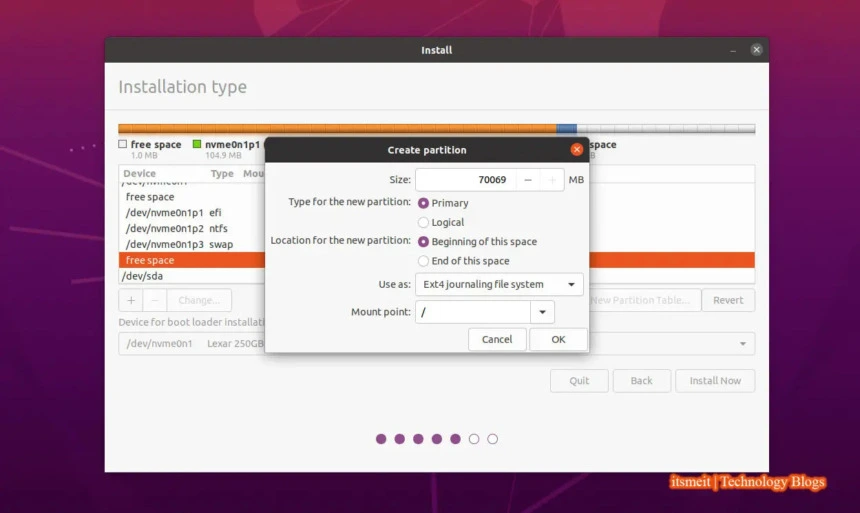 Install
Installation type
free space
nvme0n1p1
space
1.0 MB
104.9 MB
B
Device Type Mou
free space
/dev/nvme0n1p1 efi
/dev/nvme0n1p2 ntfs
/dev/nvme0n1p3 swap
free space
/dev/sda
+ − Change...
New Partition Table... Revert
Device for boot loader installati
/dev/nvme0n1 Lexar 250GB
Quit Back Install Now
Create partition
Size: 70069 − + MB
Type for the new partition: Primary
Logical
Location for the new partition: Beginning of this space
End of this space
Use as: Ext4 journaling file system
Mount point: /
Cancel OK
itsmeit | Technology Blogs